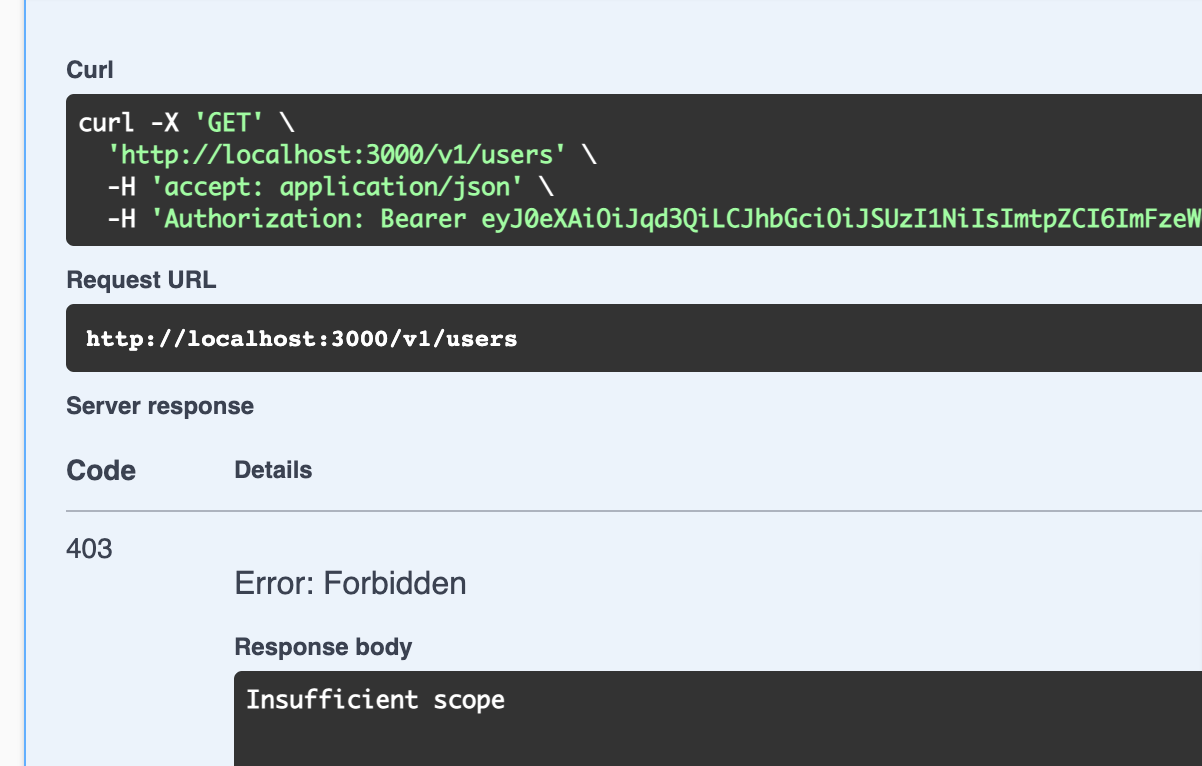 Curl
curl -X 'GET' \
'http://localhost:3000/v1/users' \
-H 'accept: application/json' \
-H 'Authorization: Bearer eyJ0eXAiOiJqd3QiLCJhbGciOiJSUzI1NiIsImtpZCI6ImFzeW
Request URL
http://localhost:3000/v1/users
Server response
Code Details
403
Error: Forbidden
Response body
Insufficient scope